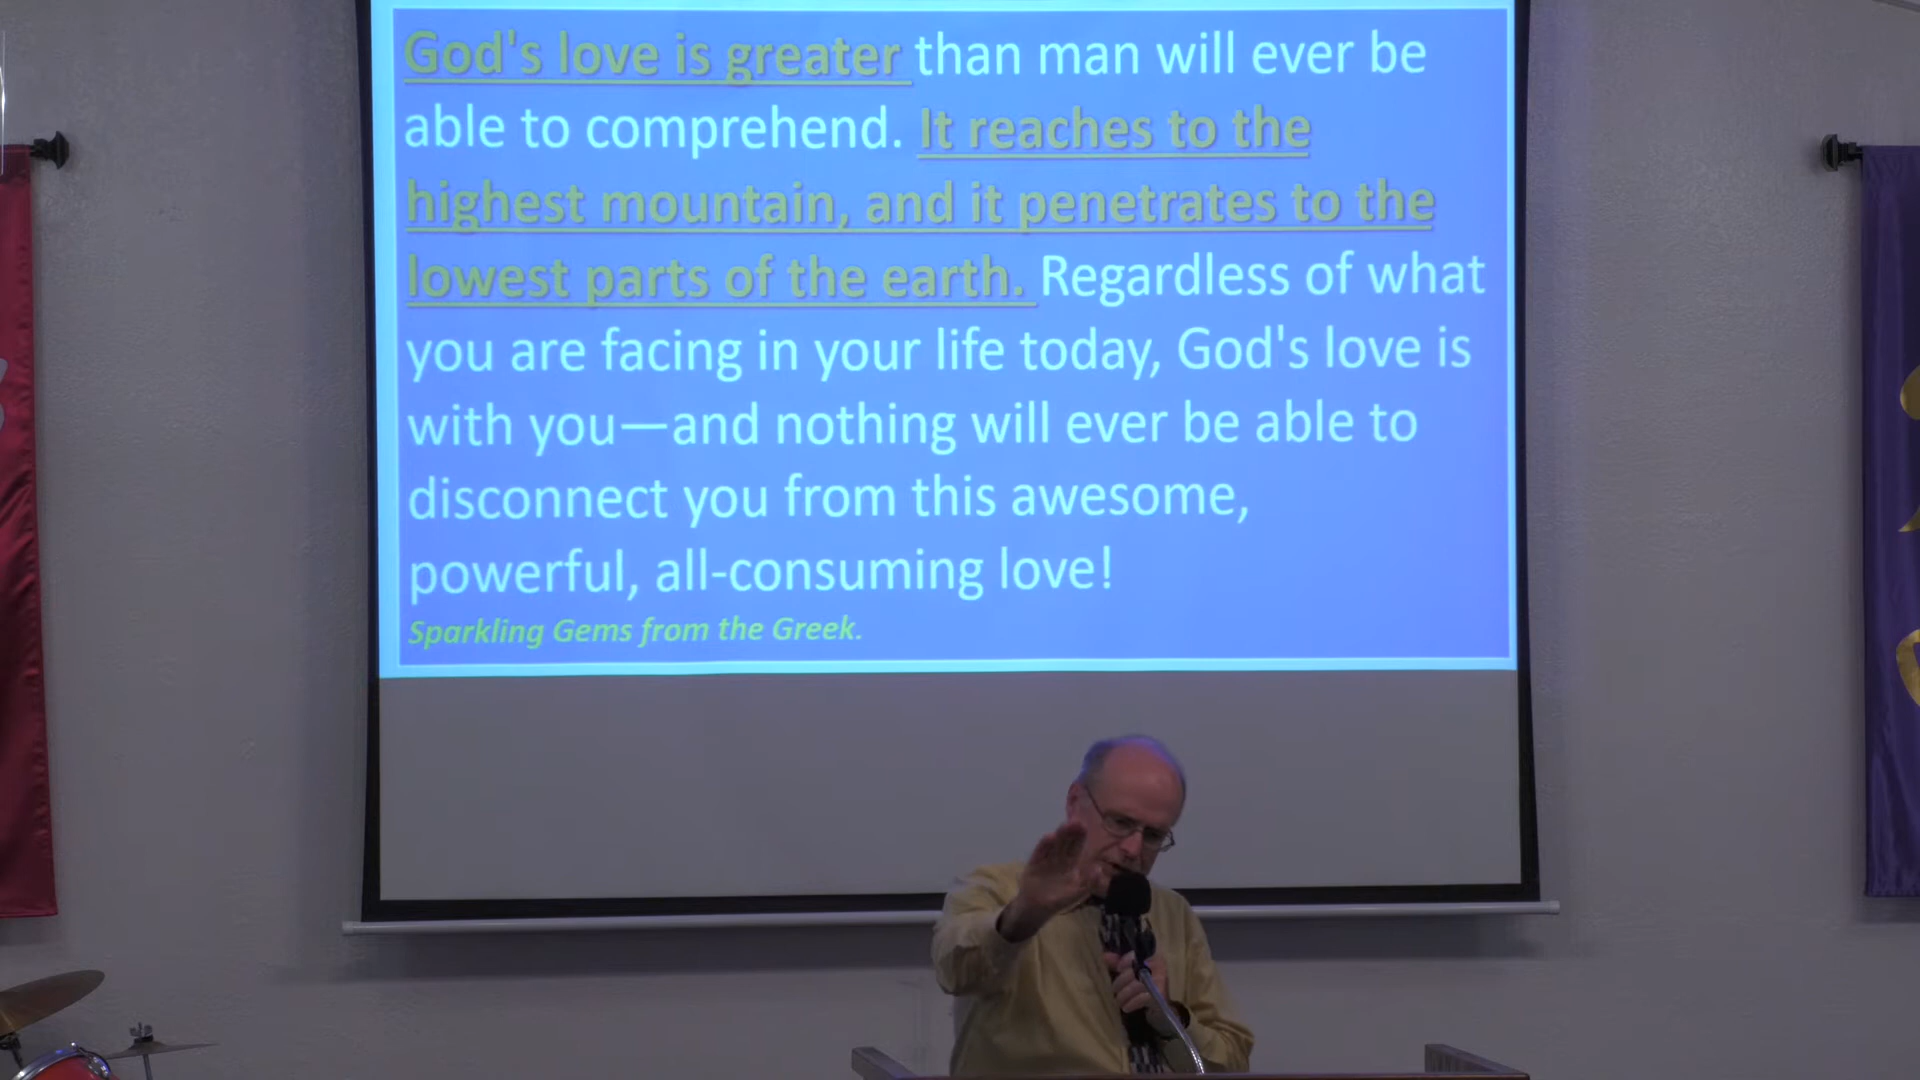 God's love is greater than man will ever be
able to comprehend. It reaches to the
highest mountain, and it penetrates to the
lowest parts of the earth. Regardless of what
you are facing in your life today, God's love is
with you—and nothing will ever be able to
disconnect you from this awesome,
powerful, all-consuming love!
Sparkling Gems from the Greek.